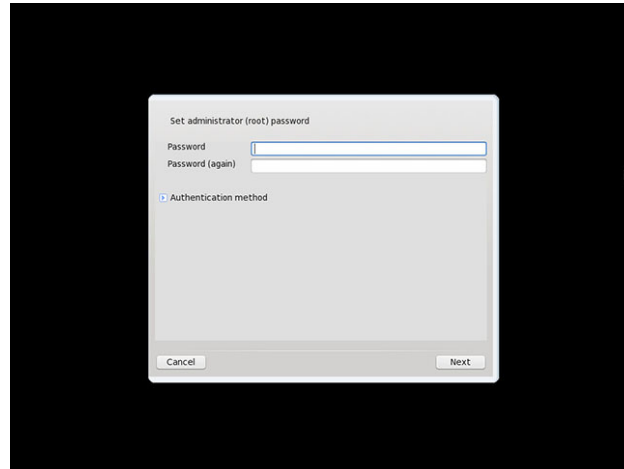 Set administrator (root) password
Password
Password (again)
Authentication method
Cancel
Next